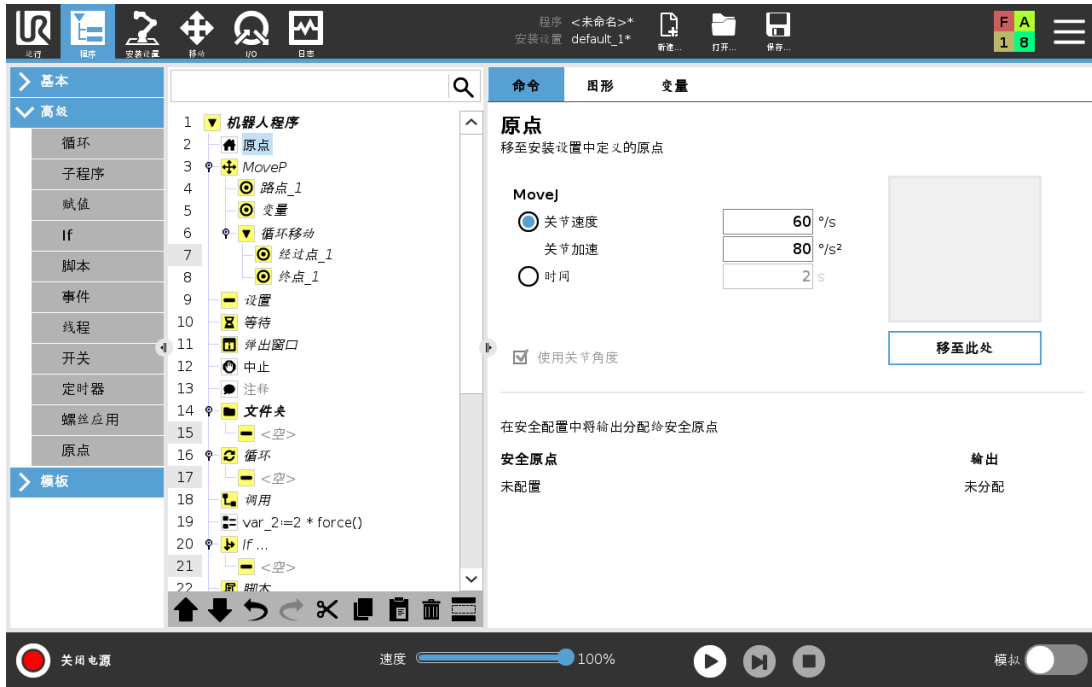 UR
运行
程序
安装设置
移动
I/O
日志
程序 <未命名>*
安装设置 default_1*
新建...
打开...
保存...
F A
1 8
基本
高级
循环
子程序
赋值
If
脚本
事件
线程
开关
定时器
螺丝应用
原点
模板
1 机器人程序
2 原点
3 MoveP
4 路点_1
5 变量
6 循环移动
7 经过点_1
8 终点_1
9 设置
10 等待
11 弹出窗口
12 中止
13 注释
14 文件夹
15 <空>
16 循环
17 <空>
18 调用
19 var_2:=2 * force()
20 If ...
21 <空>
22 脚本
命令 图形 变量
原点
移至安装设置中定义的原点
MoveJ
关节速度 60 °/s
关节加速 80 °/s²
时间 2 s
移至此处
使用关节角度
在安全配置中将输出分配给安全原点
安全原点 输出
未配置 未分配
关闭电源
速度 100%
模拟